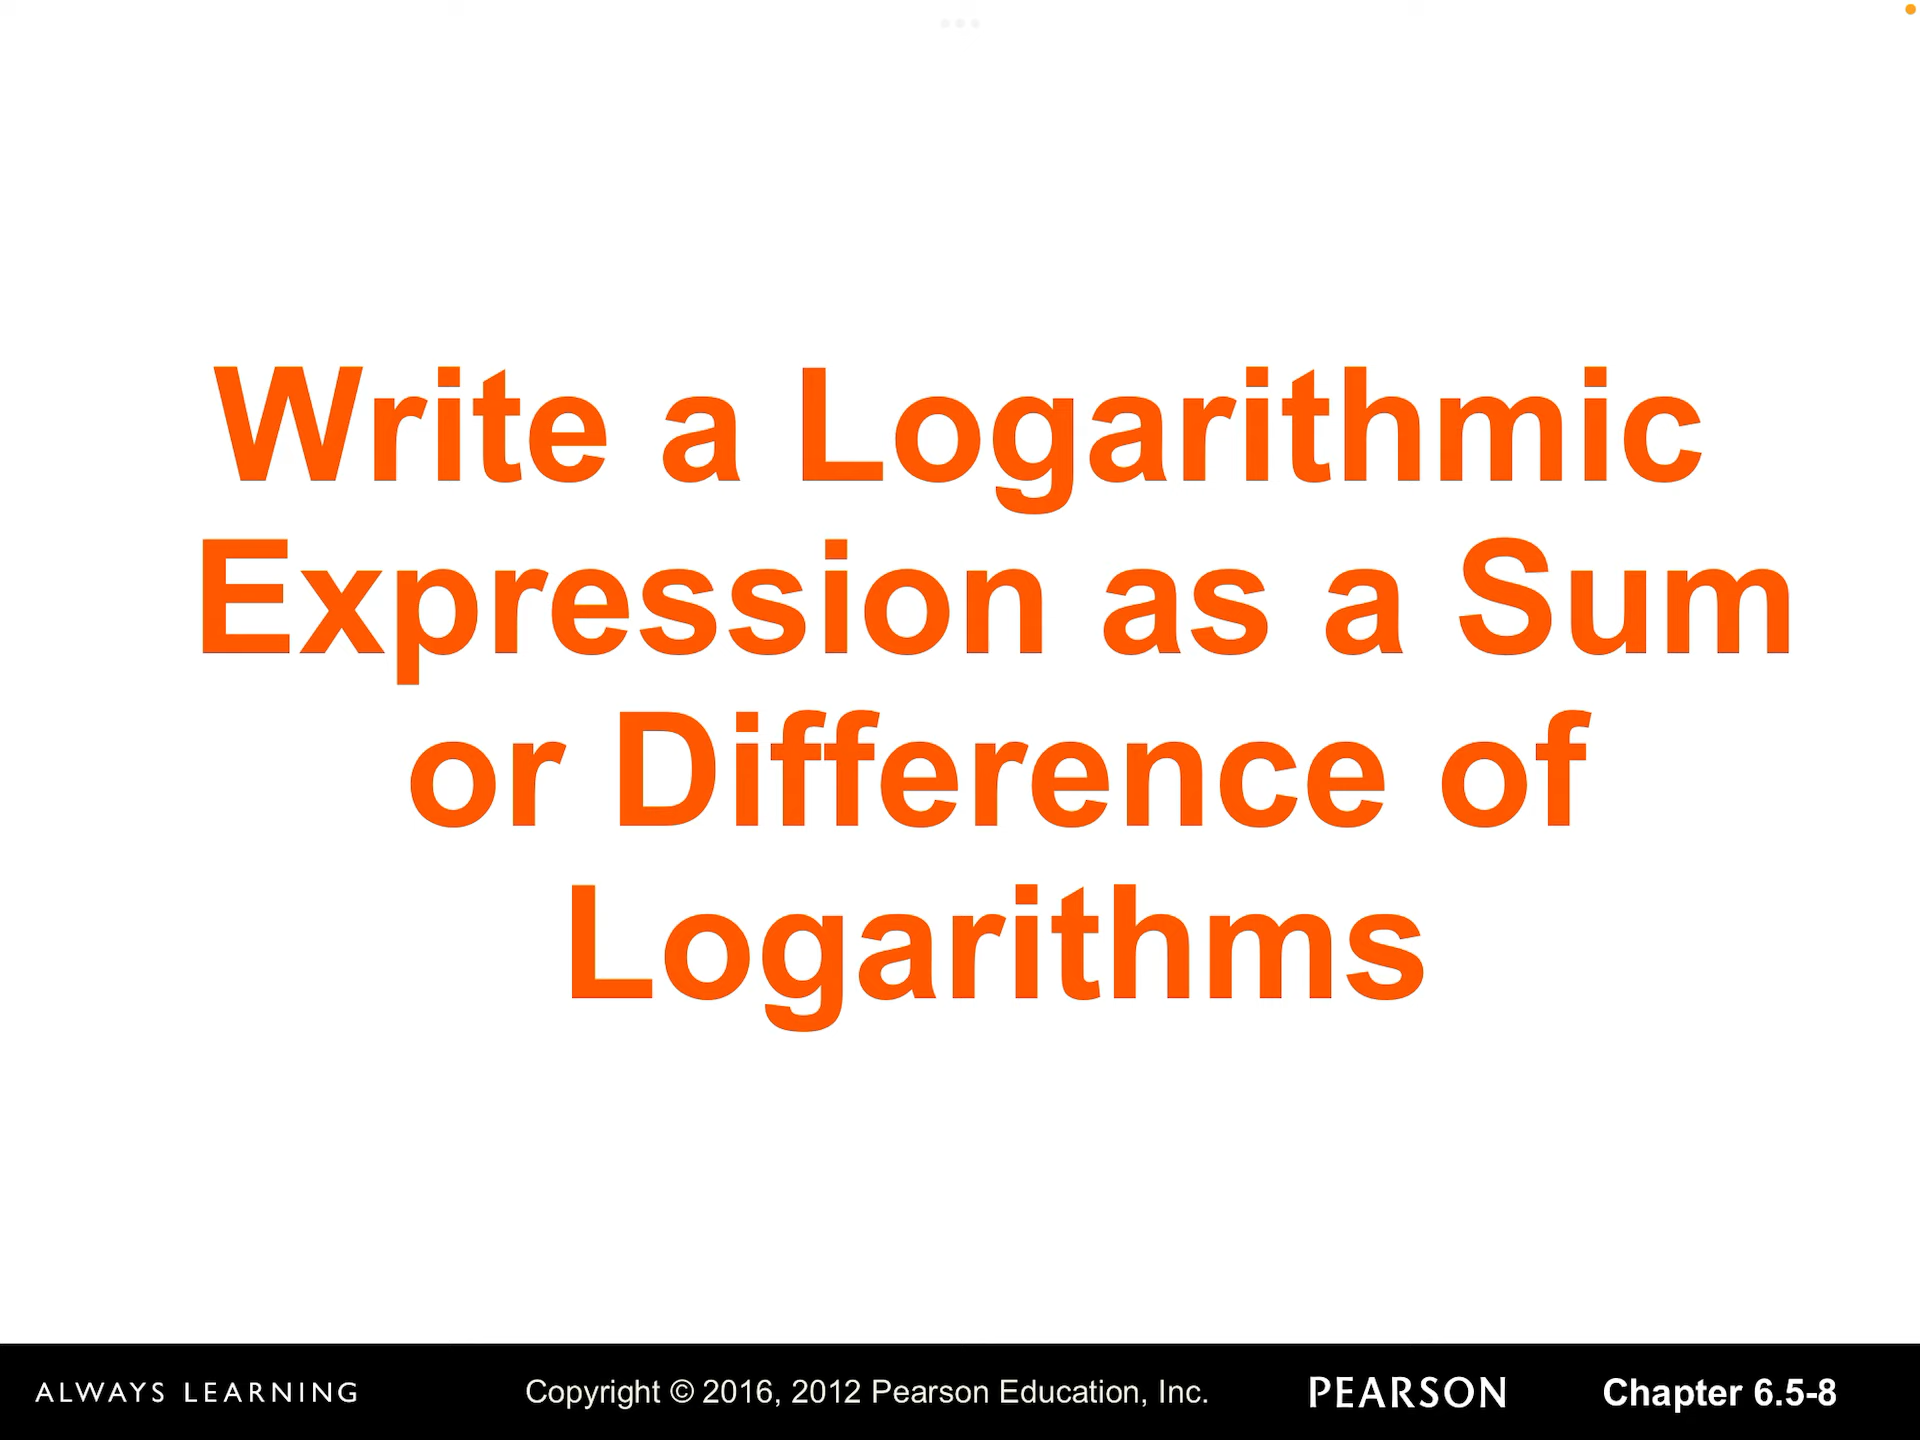 Write a Logarithmic
Expression as a Sum
or Difference of
Logarithms
ALWAYS LEARNING
Copyright © 2016, 2012 Pearson Education, Inc.
PEARSON
Chapter 6.5-8